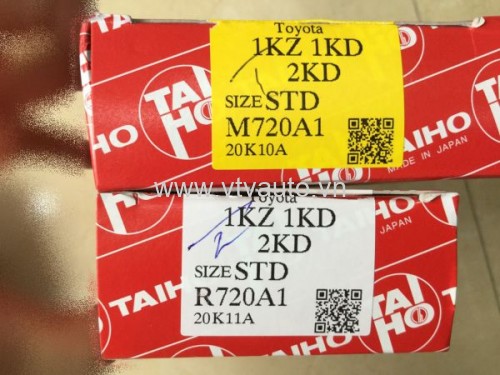 Toyota
1KZ 1KD
2KD
SIZE STD
M720A1
20K10A
TAIHO
TAIHO
TAIHO
MADE IN JAPAN
www.vtvauto.vn
Toyota
1KZ 1KD
2KD
SIZE STD
R720A1
20K11A
TAIHO
TAIHO
JAPAN